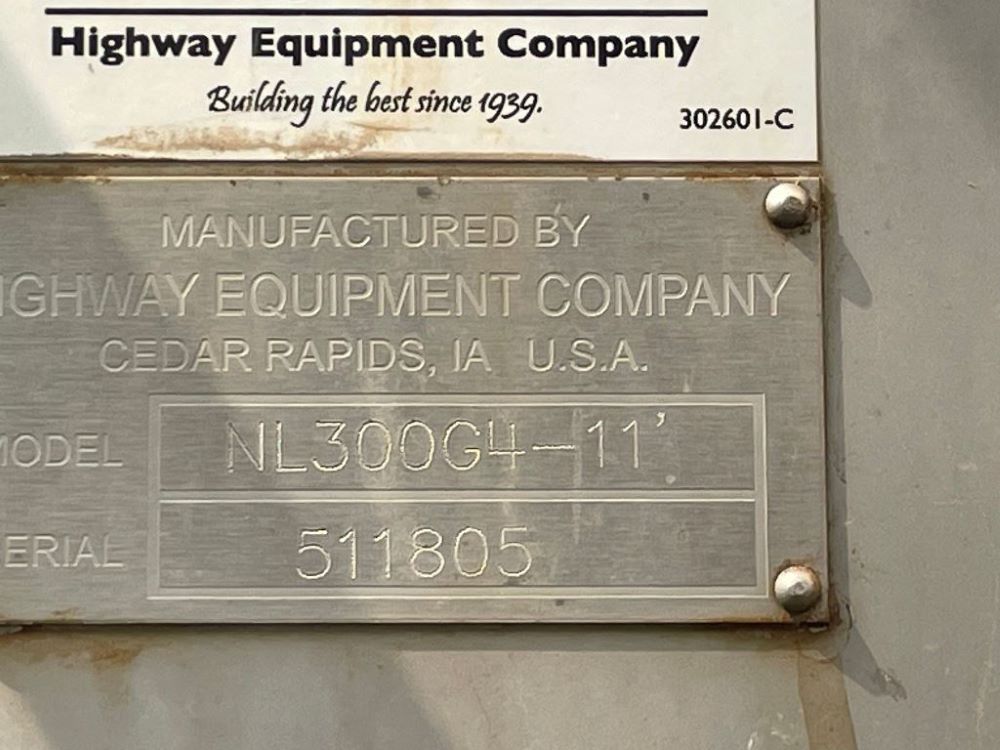 Highway Equipment Company
Building the best since 1939.
302601-C
MANUFACTURED BY
IGHWAY EQUIPMENT COMPANY
CEDAR RAPIDS, IA U.S.A.
MODEL NL300G4-11'
ERIAL 511805